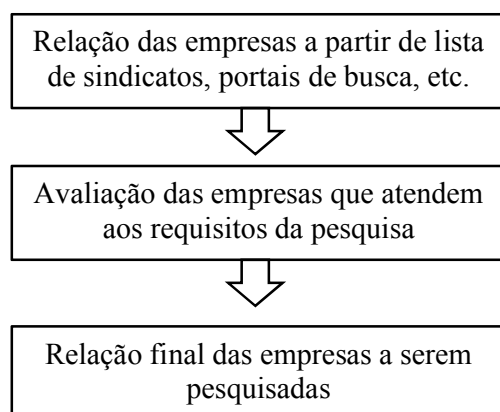 Relação das empresas a partir de lista
de sindicatos, portais de busca, etc.
Avaliação das empresas que atendem
aos requisitos da pesquisa
Relação final das empresas a serem
pesquisadas